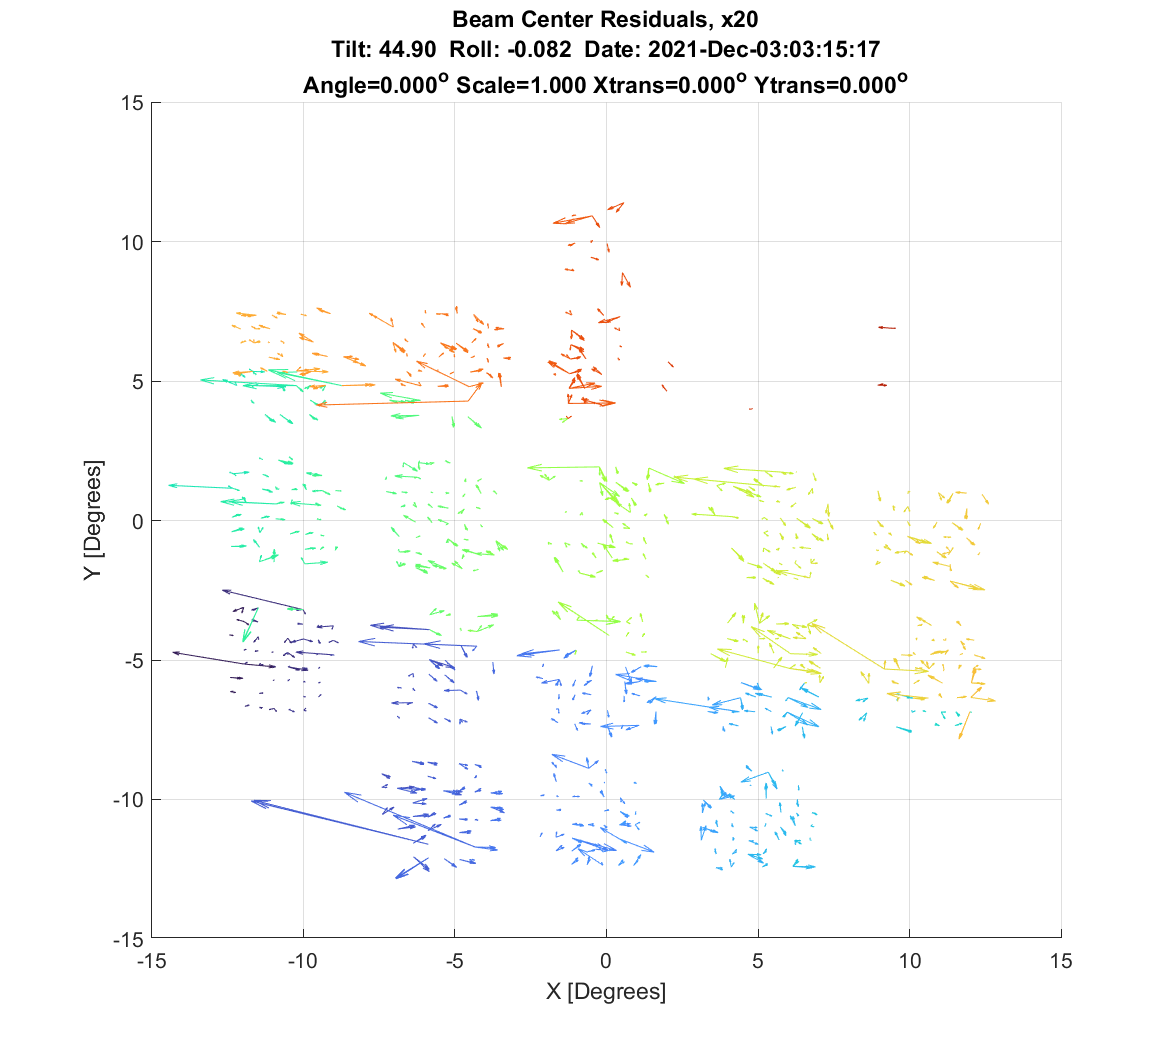 Beam Center Residuals, x20
Tilt: 44.90 Roll: -0.082 Date: 2021-Dec-03:03:15:17
Angle=0.000° Scale=1.000 Xtrans=0.000° Ytrans=0.000°
15
10
5
0
-5
-10
-15
Y [Degrees]
-15 -10 -5 0 5 10 15
X [Degrees]